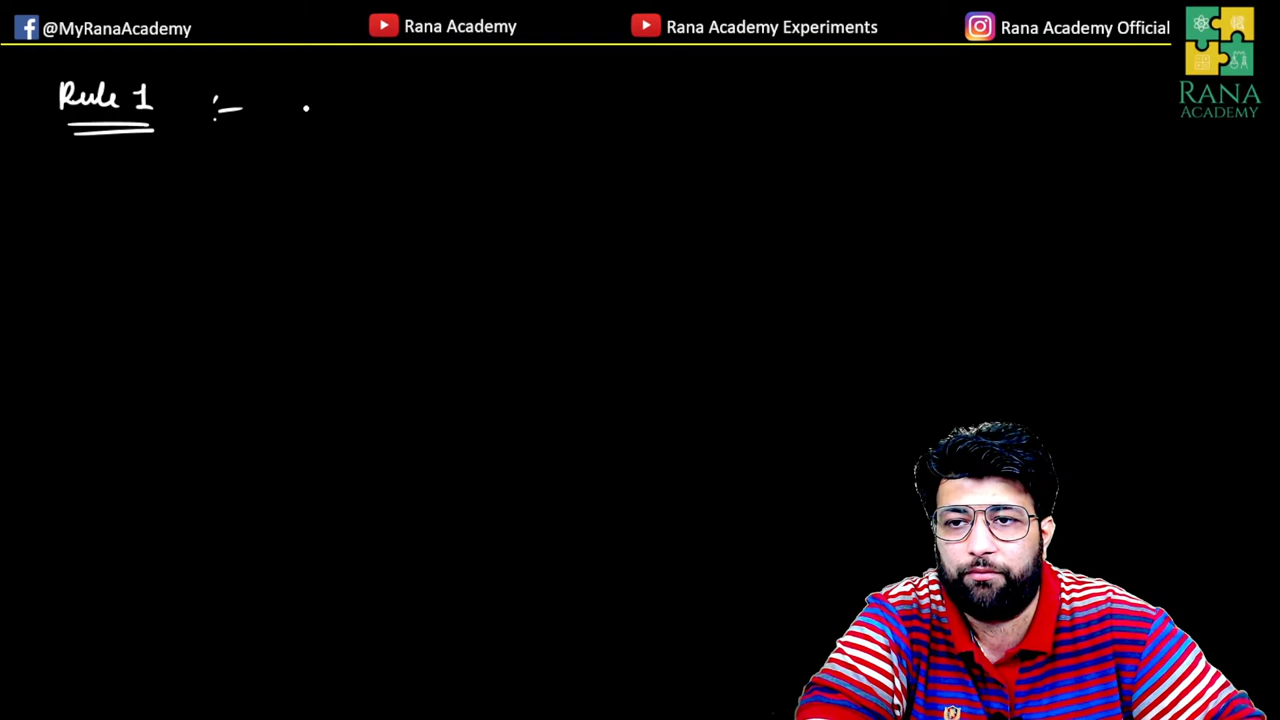 @MyRanaAcademy
Rana Academy
Rana Academy Experiments
Rana Academy Official
RANA
ACADEMY
Rule 1 :- .